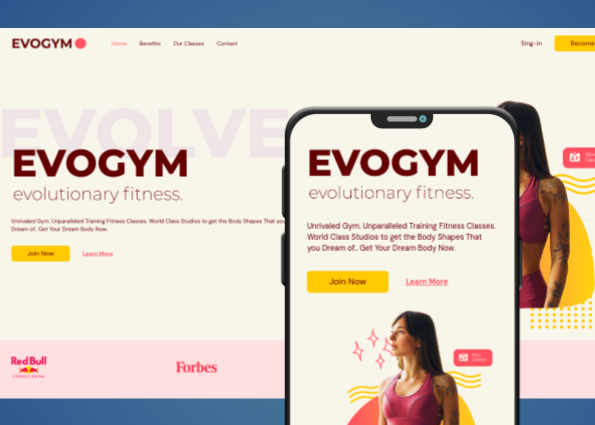 EVOGYM
Home Benefits Our Classes Contact
Sing-in
Become
EVOLVE
EVOGYM
evolutionary fitness.
Unrivaled Gym. Unparalleled Training Fitness Classes. World Class Studios to get the Body Shapes That you
Dream of.. Get Your Dream Body Now.
Join Now Learn More
Red Bull
Forbes
EVOGYM
evolutionary fitness.
Unrivaled Gym. Unparalleled Training Fitness Classes.
World Class Studios to get the Body Shapes That
you Dream of.. Get Your Dream Body Now.
Join Now Learn More